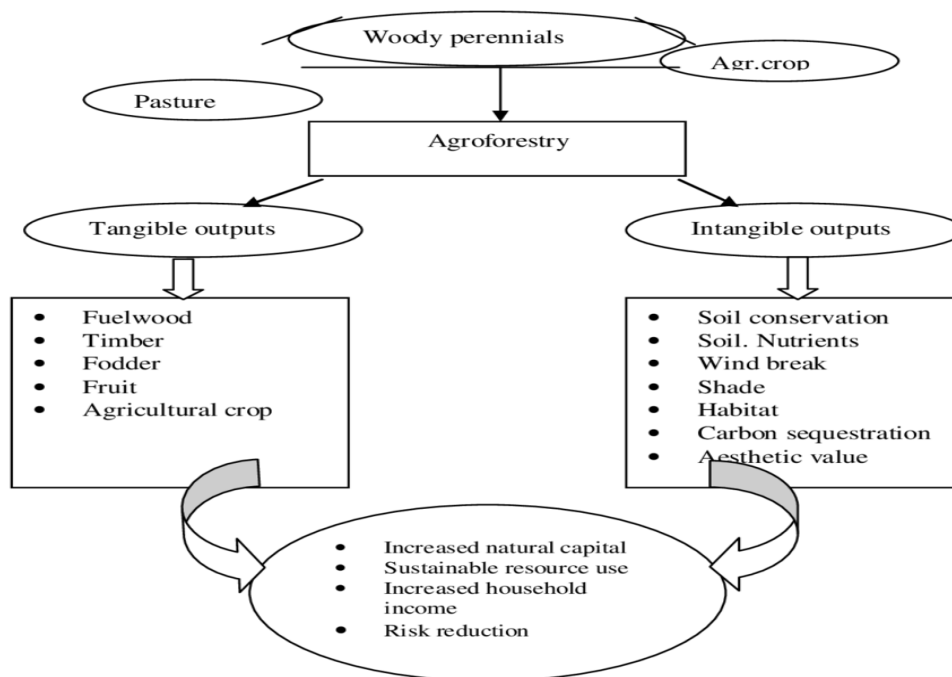 Woody perennials
Agr.crop
Pasture
Agroforestry
Tangible outputs
Intangible outputs
• Fuelwood
• Timber
• Fodder
• Fruit
• Agricultural crop
• Soil conservation
• Soil. Nutrients
• Wind break
• Shade
• Habitat
• Carbon sequestration
• Aesthetic value
• Increased natural capital
• Sustainable resource use
• Increased household
income
• Risk reduction